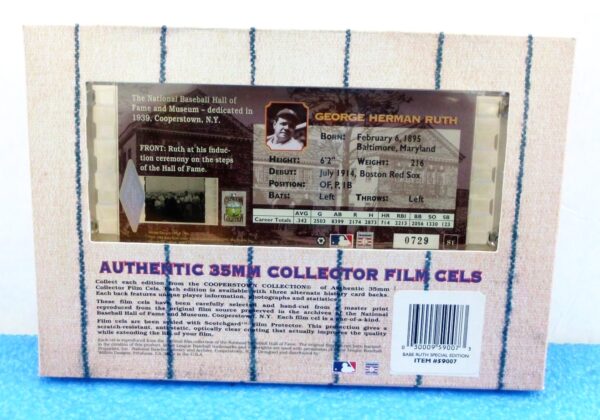 The National Baseball Hall of
Fame and Museum – dedicated in
1939, Cooperstown, N.Y.
FRONT: Ruth at his induc-
tion ceremony on the steps
of the Hall of Fame.
GEORGE HERMAN RUTH
BORN: February 6, 1895
Baltimore, Maryland
HEIGHT: 6'2" WEIGHT: 216
DEBUT: July 1914, Boston Red Sox
POSITION: OF, P, 1B
BATS: Left THROWS: Left
AVG G AB R H HR RBI BB SO SB
Career Totals .342 2503 8399 2174 2873 714 2213 2056 1330 123
0729
AUTHENTIC 35MM COLLECTOR FILM CELS
Collect each edition from the COOPERSTOWN COLLECTION® of Authentic 35mm
Collector Film Cels. Each edition is available with three alternate history card backs.
Each back features unique player information, photographs and statistics.
These film cels have been carefully selected and hand-cut from a master print
reproduced from the original film source preserved in the archives of the National
Baseball Hall of Fame and Museum, Cooperstown, N.Y. Each film cel is a one-of-a-kind.
Film cels are sealed with Scotchgard™ Film Protector. This protection gives a
scratch-resistant, antistatic, optically clear coating that actually improves the quality
while extending the life of your film.
0 30009 59007 7
BABE RUTH SPECIAL EDITION
ITEM #59007